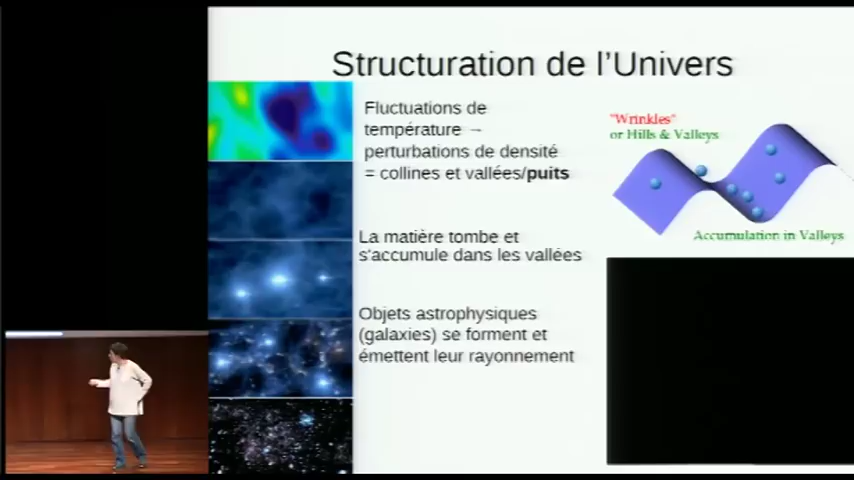 Structuration de l'Univers
Fluctuations de
température →
perturbations de densité
= collines et vallées/puits
"Wrinkles"
or Hills & Valleys
Accumulation in Valleys
La matière tombe et
s'accumule dans les vallées
Objets astrophysiques
(galaxies) se forment et
émettent leur rayonnement